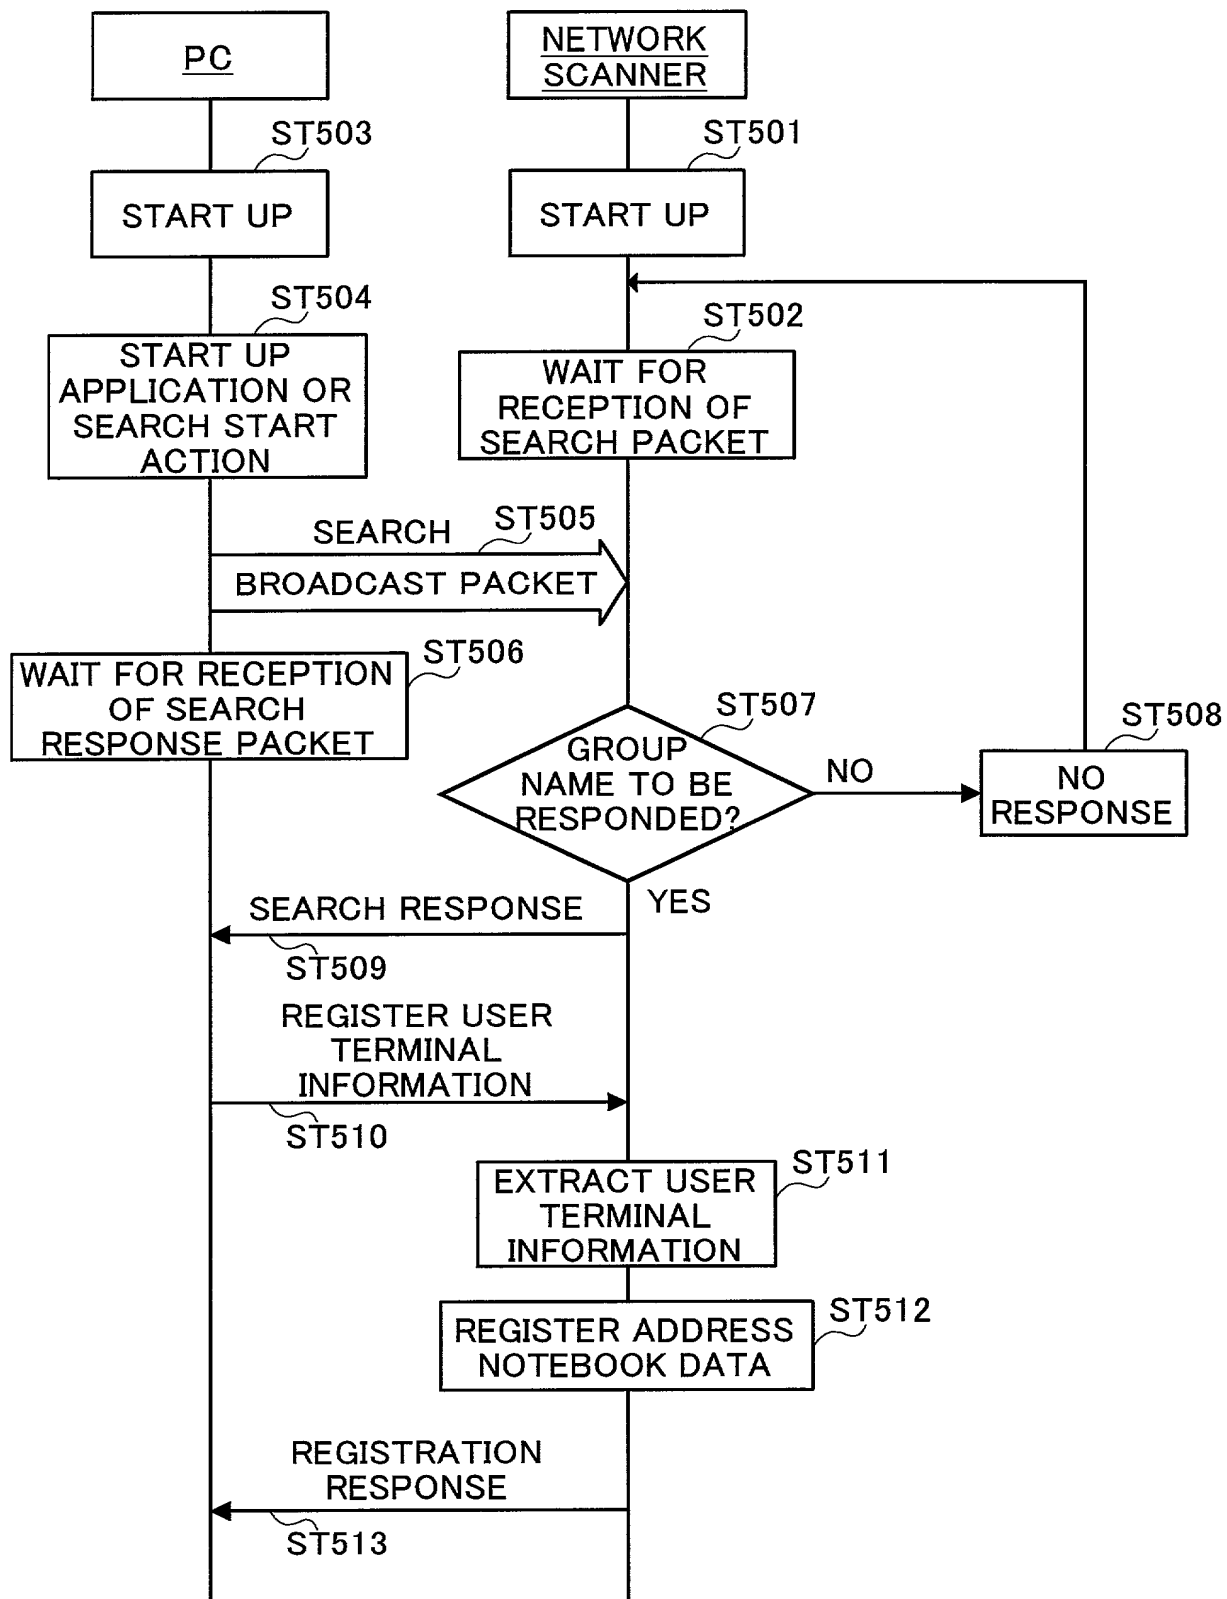 PC
NETWORK
SCANNER
ST503
ST501
START UP
START UP
ST504
ST502
START UP
APPLICATION OR
SEARCH START
ACTION
WAIT FOR
RECEPTION OF
SEARCH PACKET
SEARCH
ST505
BROADCAST PACKET
ST506
WAIT FOR RECEPTION
OF SEARCH
RESPONSE PACKET
ST507
GROUP
NAME TO BE
RESPONDED?
NO
ST508
NO
RESPONSE
YES
SEARCH RESPONSE
ST509
REGISTER USER
TERMINAL
INFORMATION
ST510
ST511
EXTRACT USER
TERMINAL
INFORMATION
ST512
REGISTER ADDRESS
NOTEBOOK DATA
REGISTRATION
RESPONSE
ST513